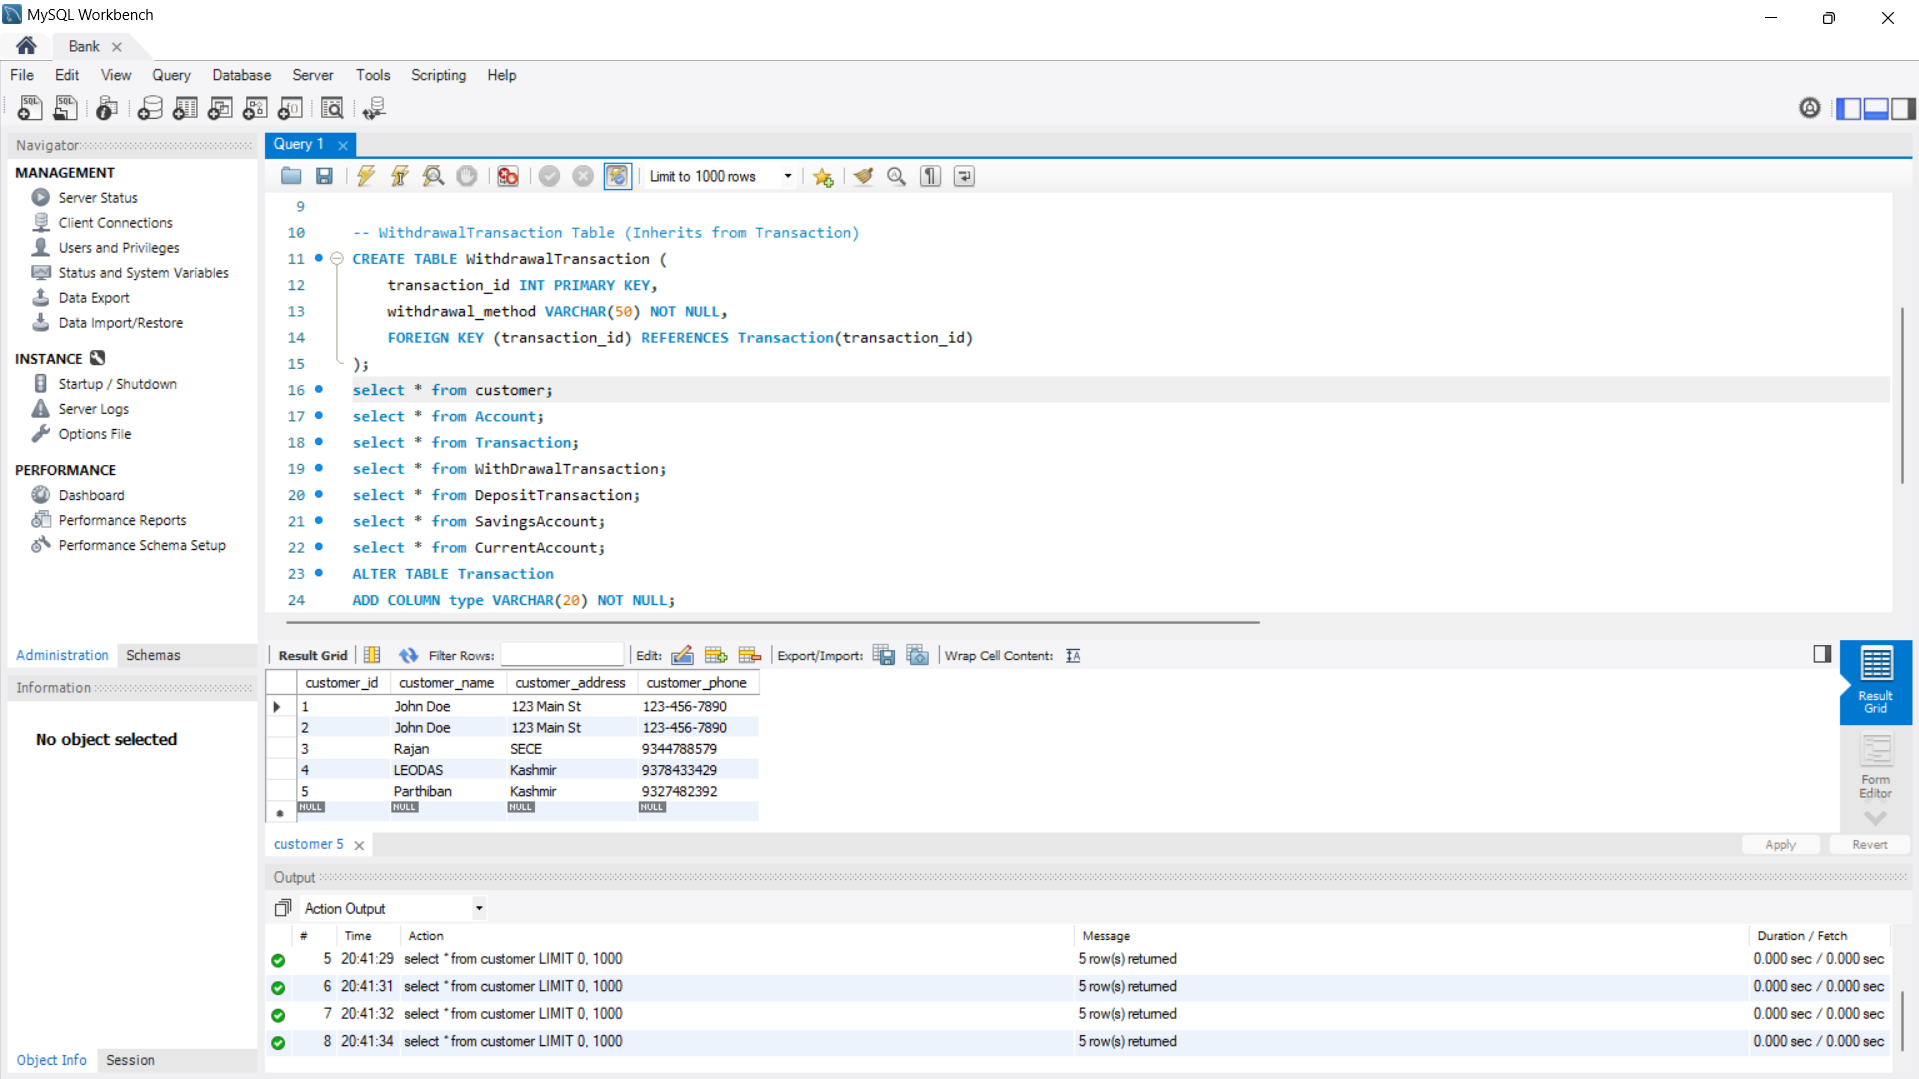 MySQL Workbench
Bank
File Edit View Query Database Server Tools Scripting Help
Navigator
MANAGEMENT
Server Status
Client Connections
Users and Privileges
Status and System Variables
Data Export
Data Import/Restore
INSTANCE
Startup / Shutdown
Server Logs
Options File
PERFORMANCE
Dashboard
Performance Reports
Performance Schema Setup
Administration Schemas
Information
No object selected
Object Info Session
Query 1
Limit to 1000 rows
9
10 -- WithdrawalTransaction Table (Inherits from Transaction)
11 CREATE TABLE WithdrawalTransaction (
12 transaction_id INT PRIMARY KEY,
13 withdrawal_method VARCHAR(50) NOT NULL,
14 FOREIGN KEY (transaction_id) REFERENCES Transaction(transaction_id)
15 );
16 select * from customer;
17 select * from Account;
18 select * from Transaction;
19 select * from WithDrawalTransaction;
20 select * from DepositTransaction;
21 select * from SavingsAccount;
22 select * from CurrentAccount;
23 ALTER TABLE Transaction
24 ADD COLUMN type VARCHAR(20) NOT NULL;
Result Grid Filter Rows: Edit: Export/Import: Wrap Cell Content:
customer_id customer_name customer_address customer_phone
1 John Doe 123 Main St 123-456-7890
2 John Doe 123 Main St 123-456-7890
3 Rajan SECE 9344788579
4 LEODAS Kashmir 9378433429
5 Parthiban Kashmir 9327482392
NULL NULL NULL NULL
Result
Grid
Form
Editor
customer 5 Apply Revert
Output
Action Output
# Time Action Message Duration / Fetch
5 20:41:29 select * from customer LIMIT 0, 1000 5 row(s) returned 0.000 sec / 0.000 sec
6 20:41:31 select * from customer LIMIT 0, 1000 5 row(s) returned 0.000 sec / 0.000 sec
7 20:41:32 select * from customer LIMIT 0, 1000 5 row(s) returned 0.000 sec / 0.000 sec
8 20:41:34 select * from customer LIMIT 0, 1000 5 row(s) returned 0.000 sec / 0.000 sec